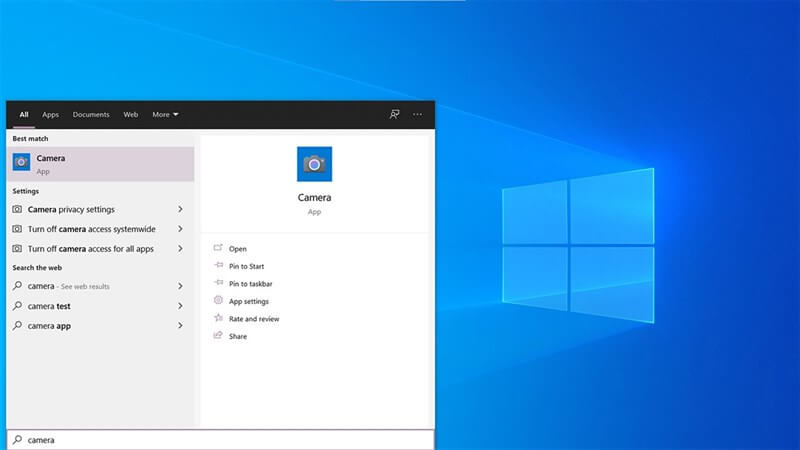 All Apps Documents Web More
Best match
Camera
App
Settings
Camera privacy settings
Turn off camera access systemwide
Turn off camera access for all apps
Search the web
camera - See web results
camera test
camera app
Camera
App
Open
Pin to Start
Pin to taskbar
App settings
Rate and review
Share
camera